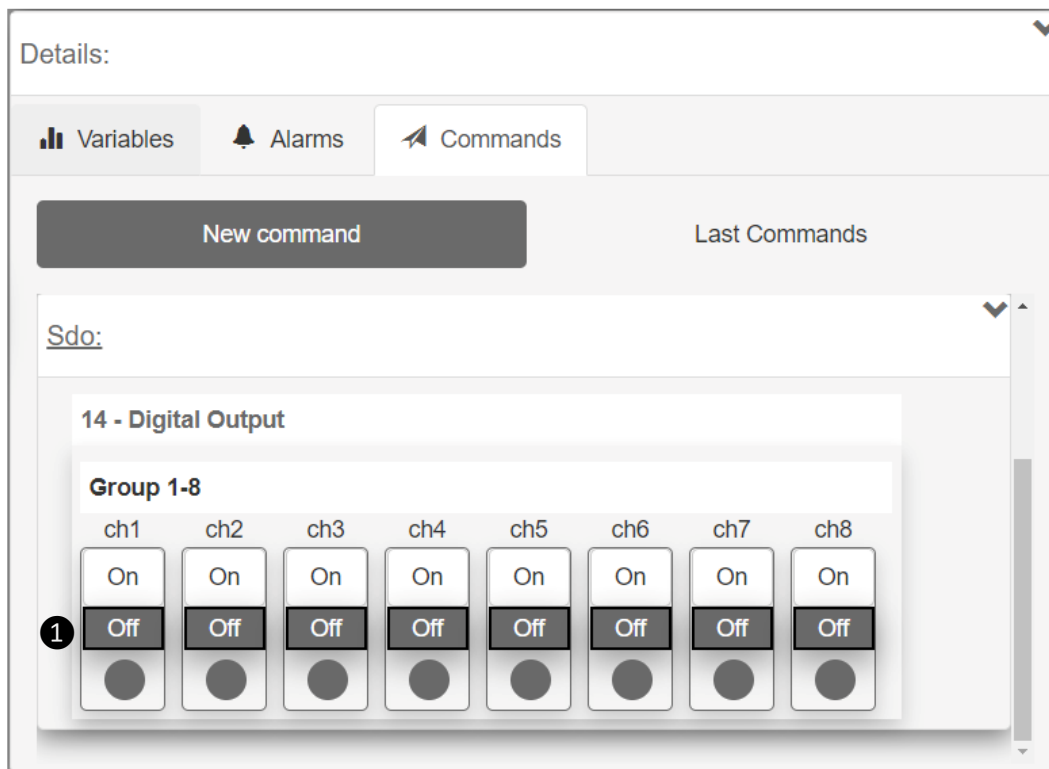 Details:
Variables Alarms Commands
New command Last Commands
Sdo:
14 - Digital Output
Group 1-8
ch1 ch2 ch3 ch4 ch5 ch6 ch7 ch8
On On On On On On On On
1 Off Off Off Off Off Off Off Off